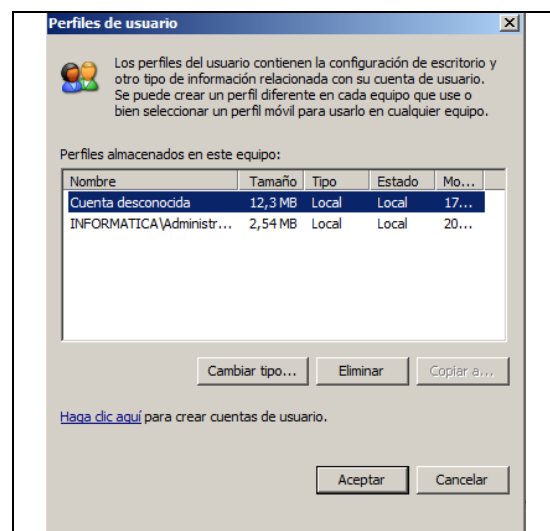 Perfiles de usuario
Los perfiles del usuario contienen la configuración de escritorio y
otro tipo de información relacionada con su cuenta de usuario.
Se puede crear un perfil diferente en cada equipo que use o
bien seleccionar un perfil móvil para usarlo en cualquier equipo.
Perfiles almacenados en este equipo:
Nombre Tamaño Tipo Estado Mo...
Cuenta desconocida 12,3 MB Local Local 17...
INFORMATICA\Administr... 2,54 MB Local Local 20...
Cambiar tipo... Eliminar Copiar a...
Haga clic aquí para crear cuentas de usuario.
Aceptar Cancelar